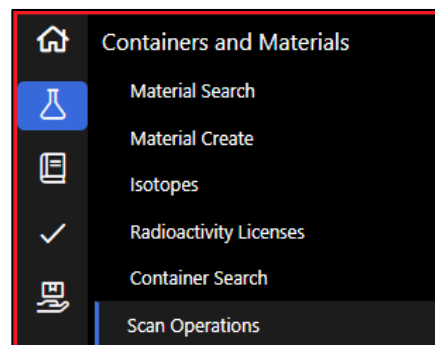 Containers and Materials
Material Search
Material Create
Isotopes
Radioactivity Licenses
Container Search
Scan Operations